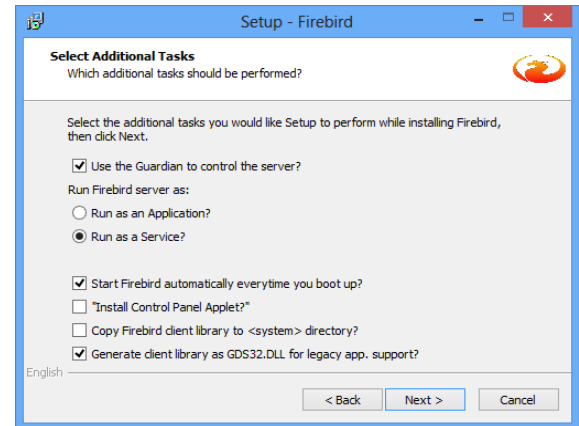 Setup - Firebird
Select Additional Tasks
Which additional tasks should be performed?
Select the additional tasks you would like Setup to perform while installing Firebird,
then click Next.
Use the Guardian to control the server?
Run Firebird server as:
Run as an Application?
Run as a Service?
Start Firebird automatically everytime you boot up?
"Install Control Panel Applet?"
Copy Firebird client library to <system> directory?
Generate client library as GDS32.DLL for legacy app. support?
English
< Back
Next >
Cancel